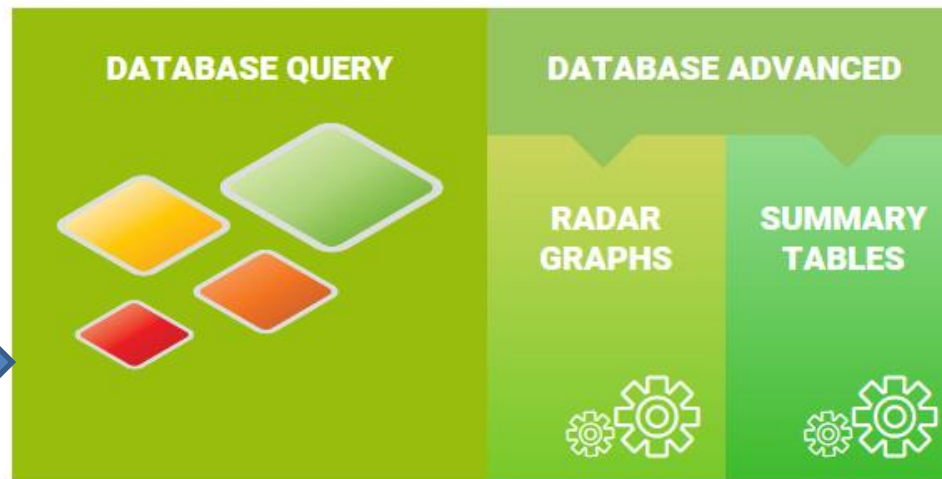 DATABASE QUERY
DATABASE ADVANCED
RADAR
GRAPHS
SUMMARY
TABLES